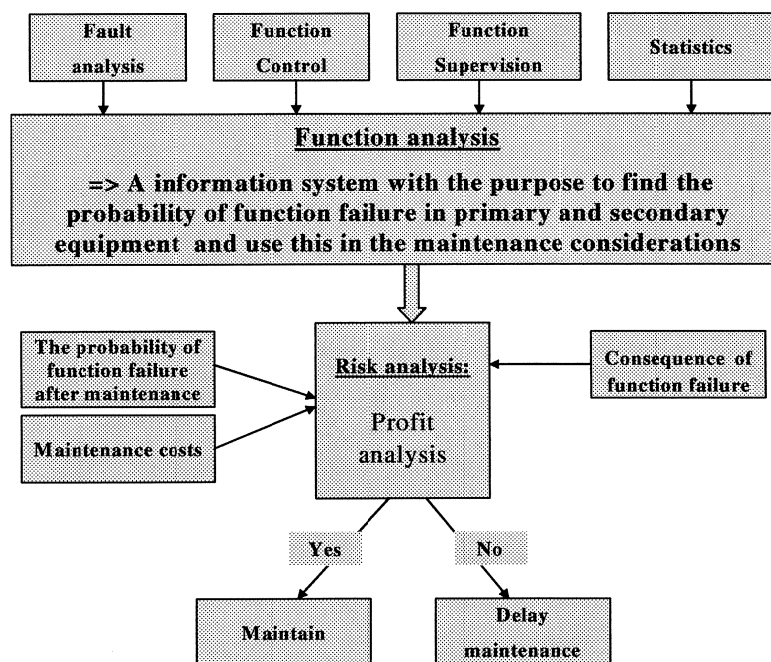 Fault
analysis
Function
Control
Function
Supervision
Statistics
Function analysis
=> A information system with the purpose to find the
probability of function failure in primary and secondary
equipment and use this in the maintenance considerations
The probability of
function failure
after maintenance
Maintenance costs
Risk analysis:
Profit
analysis
Consequence of
function failure
Yes
No
Maintain
Delay
maintenance